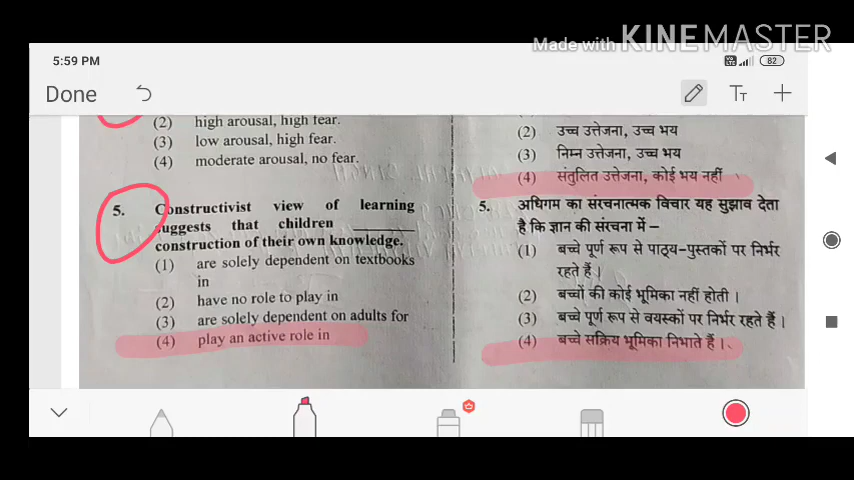 Made with KINEMASTER
5:59 PM
82
Done
(2) high arousal, high fear.
(3) low arousal, high fear.
(4) moderate arousal, no fear.
5. Constructivist view of learning
suggests that children ______
construction of their own knowledge.
(1) are solely dependent on textbooks
in
(2) have no role to play in
(3) are solely dependent on adults for
(4) play an active role in
(2) उच्च उत्तेजना, उच्च भय
(3) निम्न उत्तेजना, उच्च भय
(4) संतुलित उत्तेजना, कोई भय नहीं
5. अधिगम का संरचनात्मक विचार यह सुझाव देता
है कि ज्ञान की संरचना में –
(1) बच्चे पूर्ण रूप से पाठ्य-पुस्तकों पर निर्भर
रहते हैं ।
(2) बच्चों की कोई भूमिका नहीं होती ।
(3) बच्चे पूर्ण रूप से वयस्कों पर निर्भर रहते हैं ।
(4) बच्चे सक्रिय भूमिका निभाते हैं ।